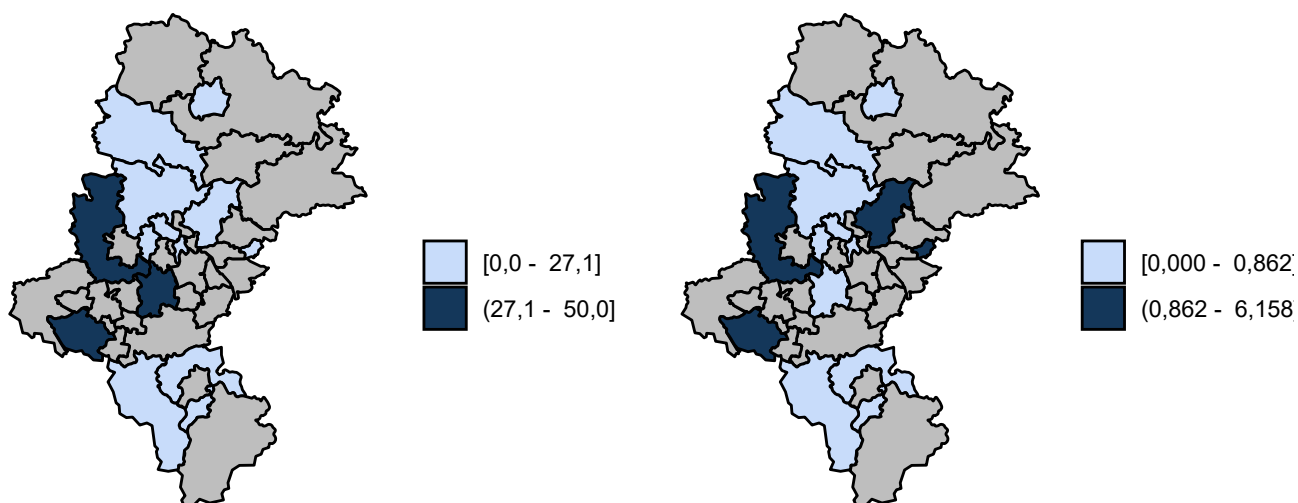 [0,0 - 27,1]
(27,1 - 50,0]
[0,000 - 0,862]
(0,862 - 6,158]